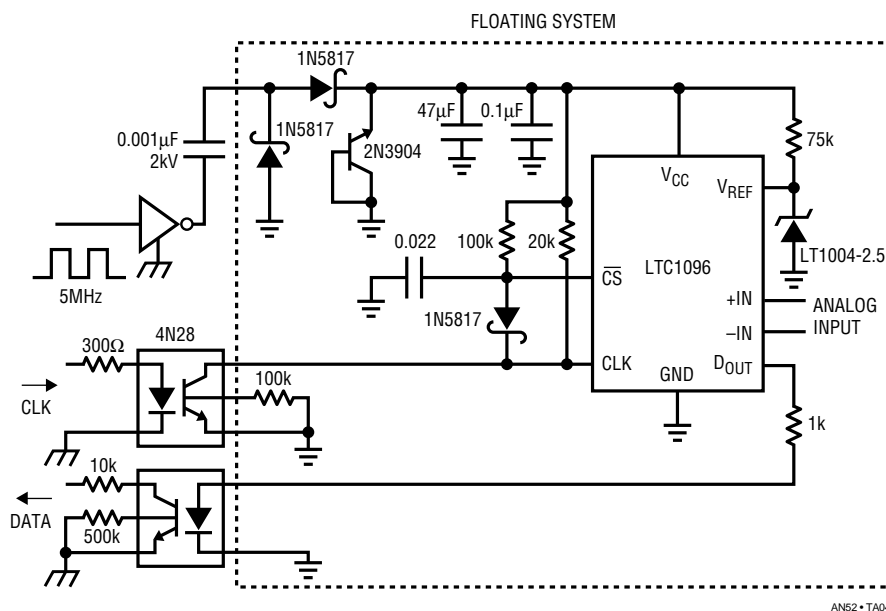 FLOATING SYSTEM
1N5817
1N5817
0.001µF
2kV
2N3904
47µF
0.1µF
75k
VCC
VREF
LT1004-2.5
5MHz
0.022
100k
20k
CS
LTC1096
+IN
–IN
ANALOG
INPUT
1N5817
300Ω
4N28
CLK
100k
CLK
GND
DOUT
1k
10k
DATA
500k
AN52 • TA04